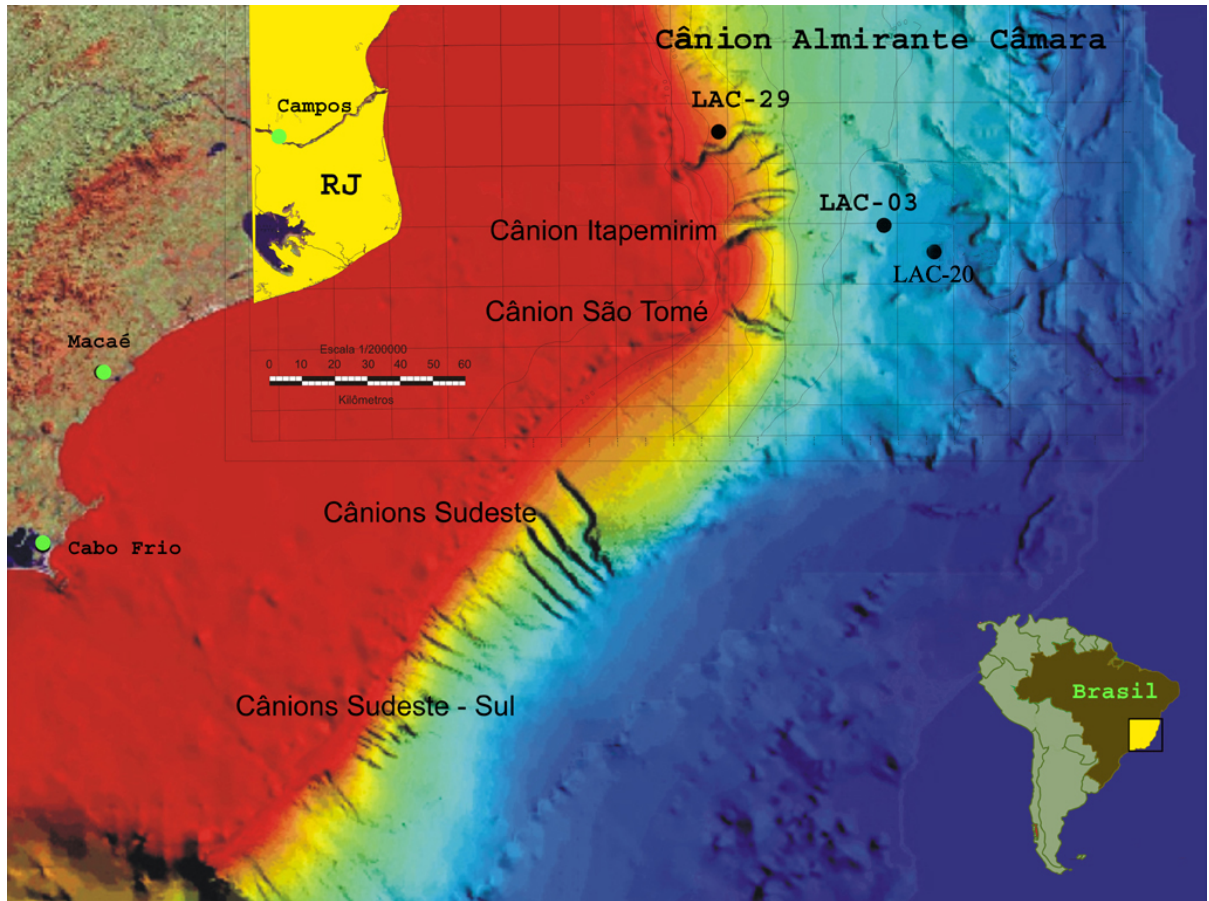 Cânion Almirante Câmara
LAC-29
Campos
RJ
LAC-03
Cânion Itapemirim
LAC-20
Cânion São Tomé
Macaé
Escala 1/200000
0 10 20 30 40 50 60
Kilômetros
Cânions Sudeste
Cabo Frio
Cânions Sudeste - Sul
Brasil